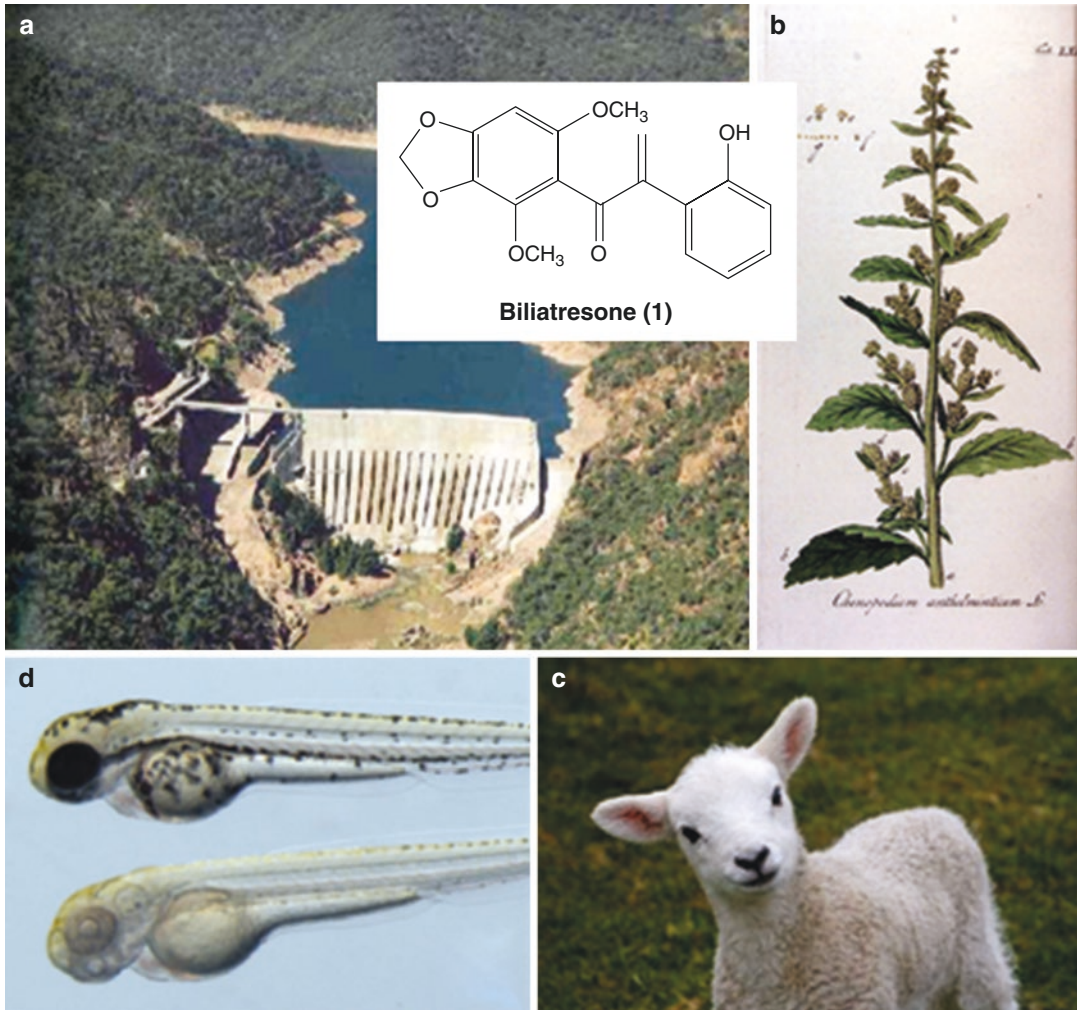 a
b
O
O
OCH3
OCH3
O
OH
Biliatresone (1)
Chenopodium anthelminticum L.
d
c